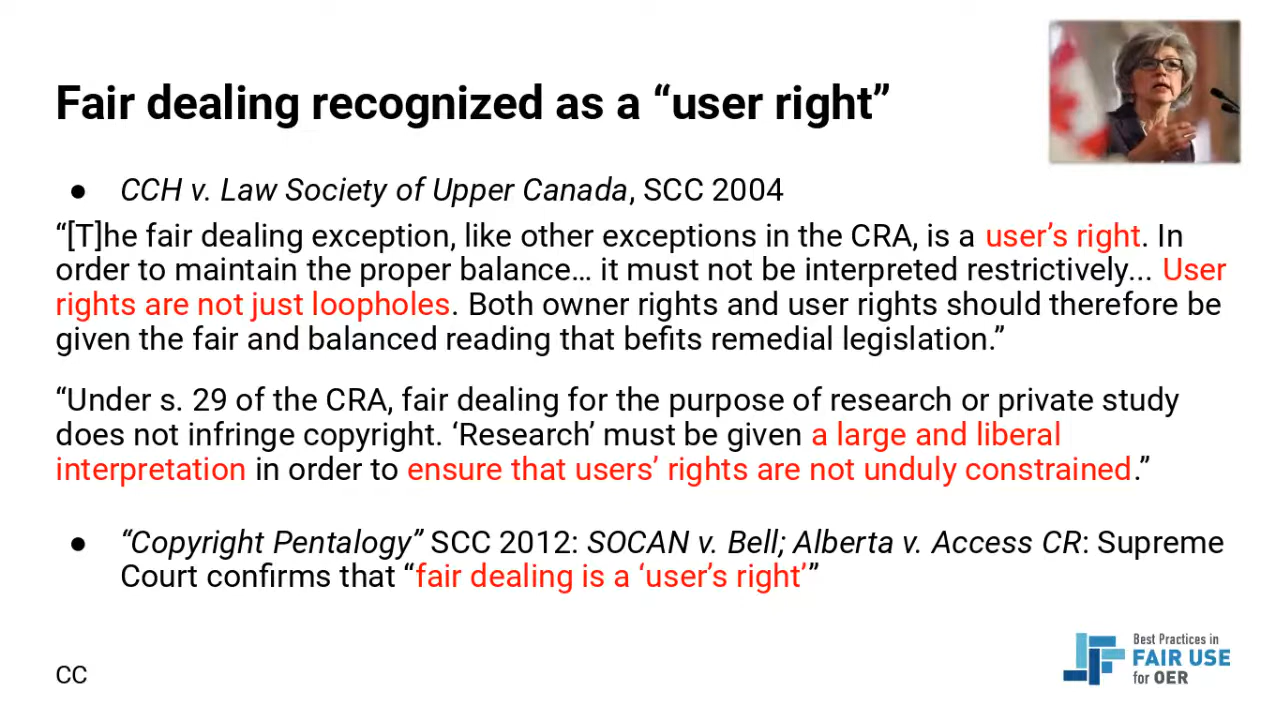 Fair dealing recognized as a “user right”
● CCH v. Law Society of Upper Canada, SCC 2004
“[T]he fair dealing exception, like other exceptions in the CRA, is a user’s right. In
order to maintain the proper balance… it must not be interpreted restrictively... User
rights are not just loopholes. Both owner rights and user rights should therefore be
given the fair and balanced reading that befits remedial legislation.”
“Under s. 29 of the CRA, fair dealing for the purpose of research or private study
does not infringe copyright. ‘Research’ must be given a large and liberal
interpretation in order to ensure that users’ rights are not unduly constrained.”
● “Copyright Pentalogy” SCC 2012: SOCAN v. Bell; Alberta v. Access CR: Supreme
Court confirms that “fair dealing is a ‘user’s right’”
CC
Best Practices in
FAIR USE
for OER